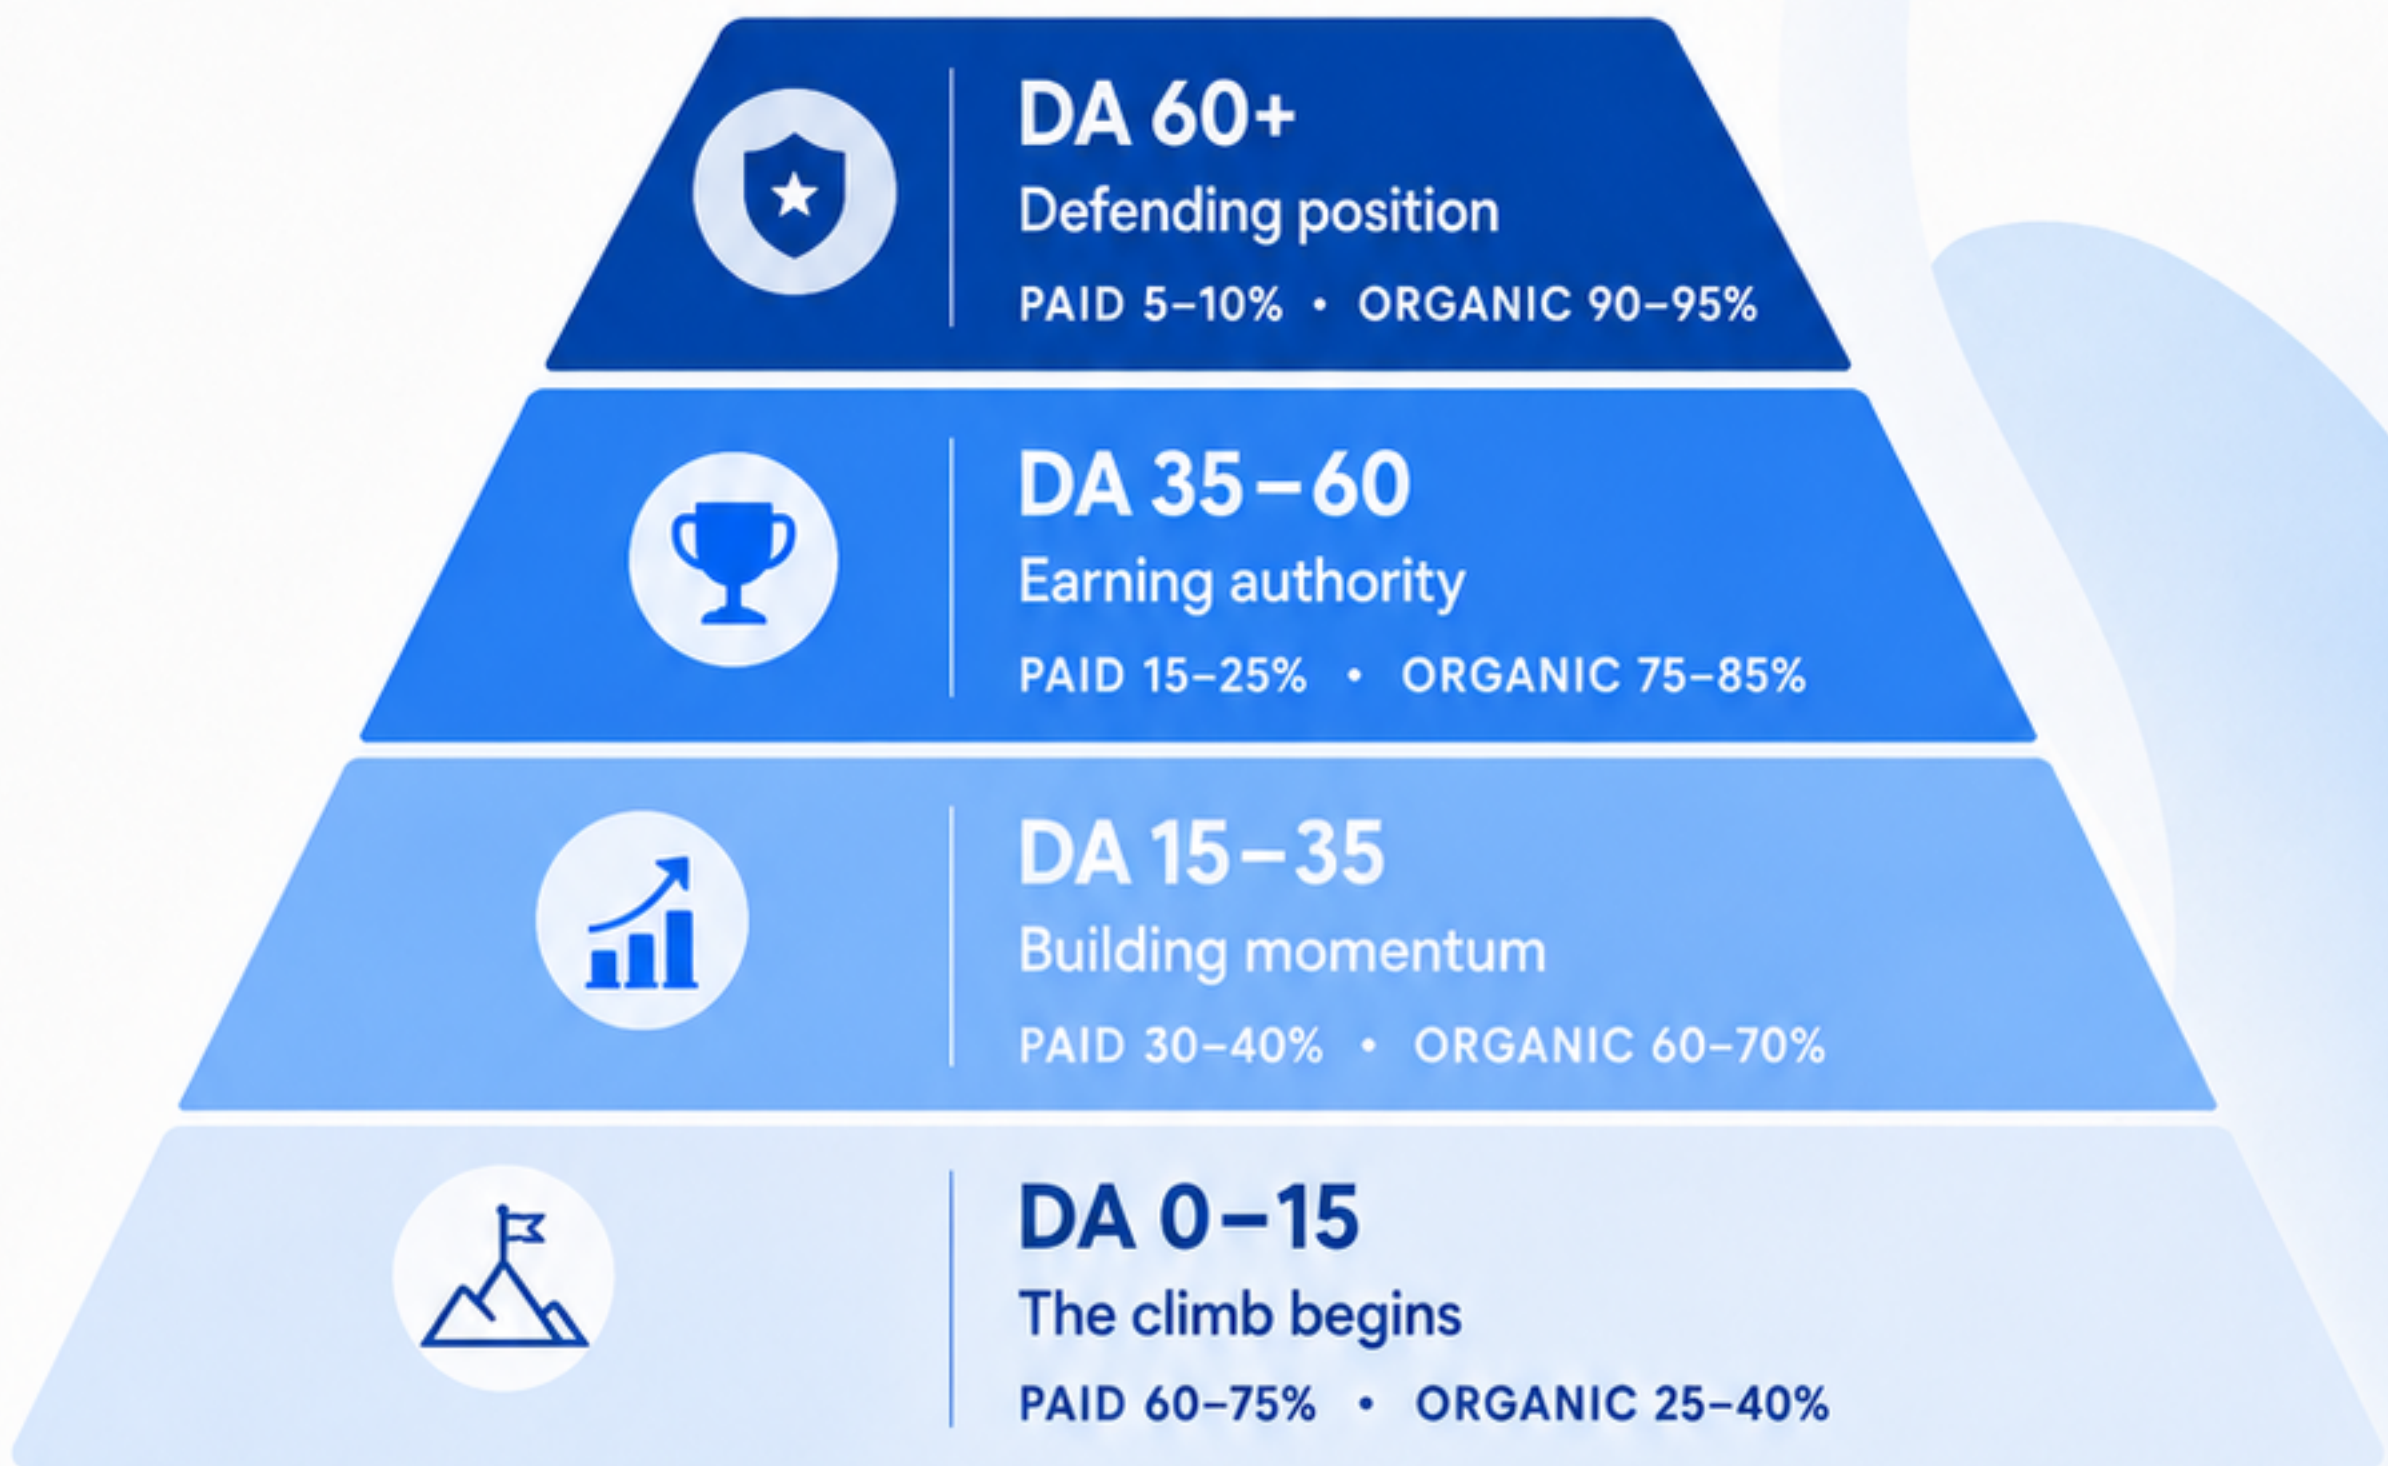 DA 60+
Defending position
PAID 5–10% • ORGANIC 90–95%
DA 35–60
Earning authority
PAID 15–25% • ORGANIC 75–85%
DA 15–35
Building momentum
PAID 30–40% • ORGANIC 60–70%
DA 0–15
The climb begins
PAID 60–75% • ORGANIC 25–40%